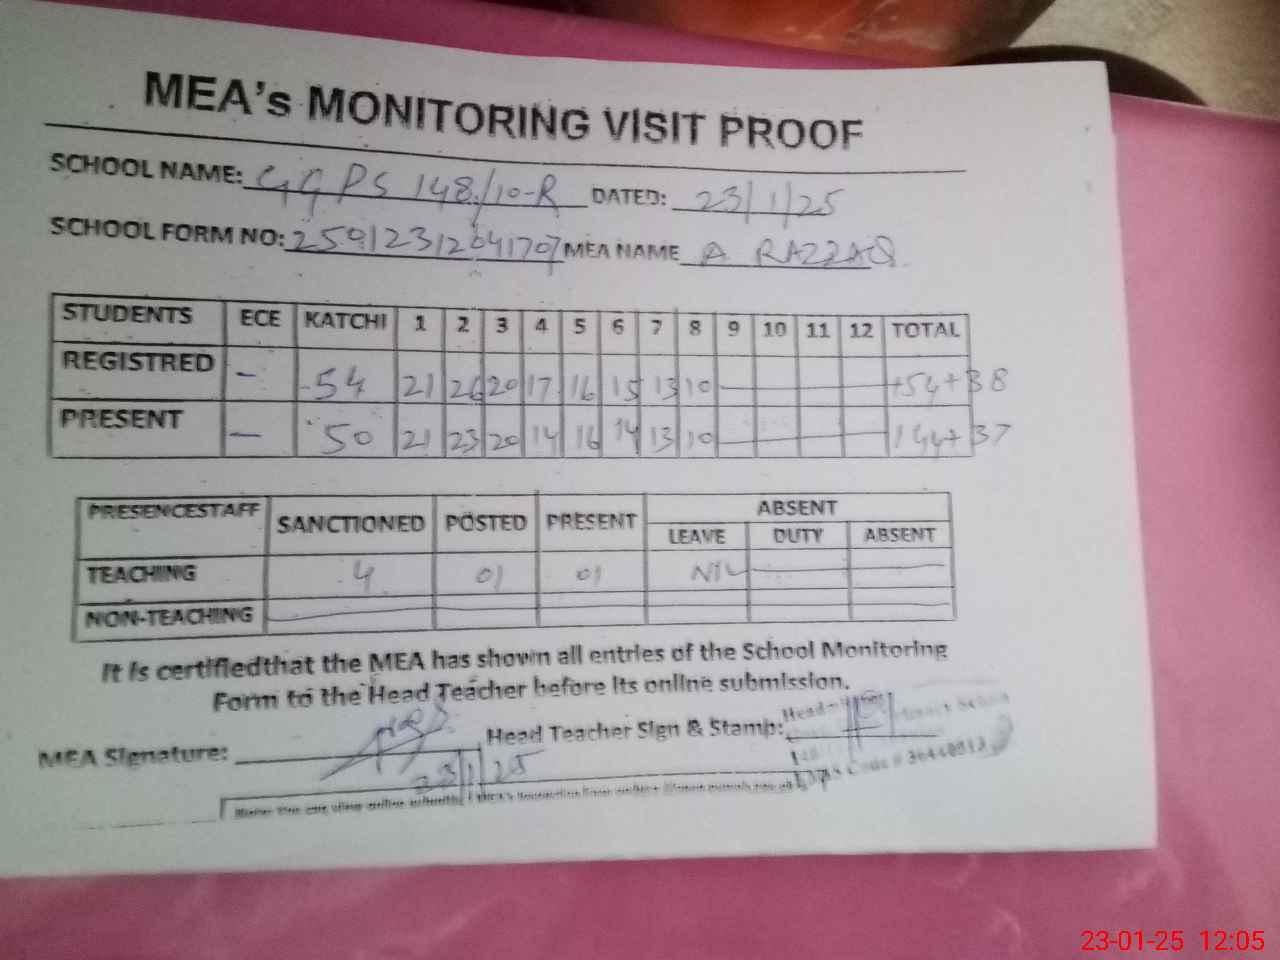 MEA's MONITORING VISIT PROOF
SCHOOL NAME: GGPS 148/10-R DATED: 23/1/25
SCHOOL FORM NO: MEA NAME A RAZZAQ
STUDENTS ECE KATCHI 1 2 3 4 5 6 7 8 9 10 11 12 TOTAL
REGISTRED - 54 21 26 20 17 16 15 13 10 +38
PRESENT - 50 21 23 20 14 16 14 13 10 144+37
PRESENCESTAFF SANCTIONED POSTED PRESENT ABSENT
LEAVE DUTY ABSENT
TEACHING 4 01 01 NIL
NON-TEACHIING
It is certifiedthat the MEA has shown all entries of the School Monitoring
Form to the Head Teacher before its online submission.
MEA Signature: Head Teacher Sign & Stamp:
23/1/25
23-01-25 12:05